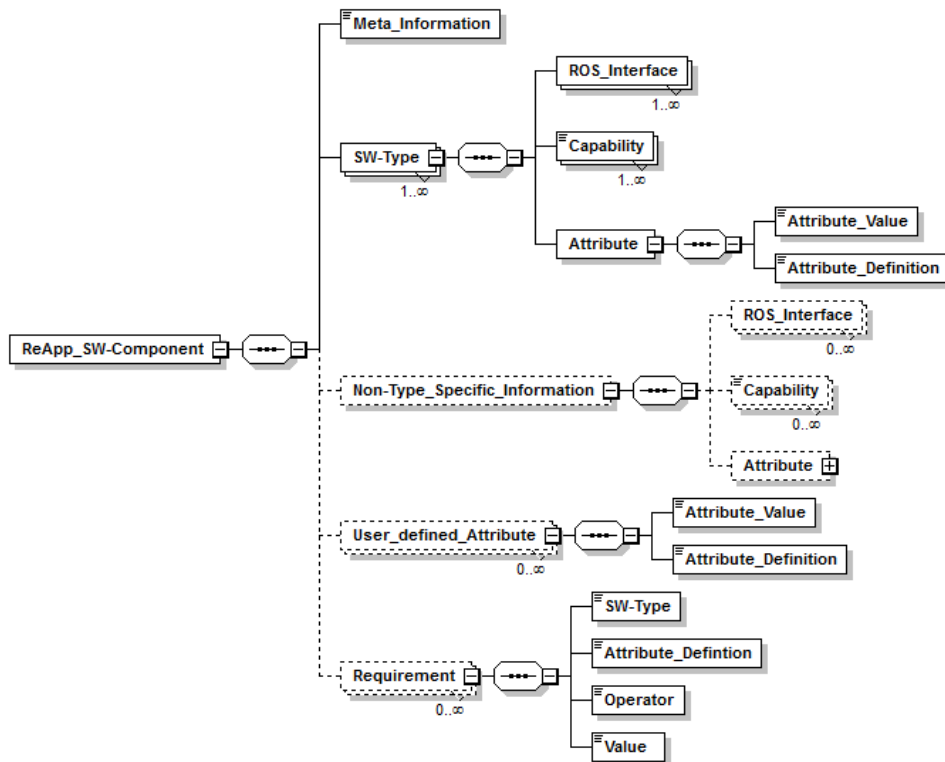 Meta_Information
ROS_Interface
1..∞
Capability
1..∞
SW-Type
1..∞
Attribute
Attribute_Value
Attribute_Definition
ReApp_SW-Component
ROS_Interface
0..∞
Non-Type_Specific_Information
Capability
0..∞
Attribute
User_defined_Attribute
0..∞
Attribute_Value
Attribute_Definition
SW-Type
Attribute_Defintion
Requirement
0..∞
Operator
Value